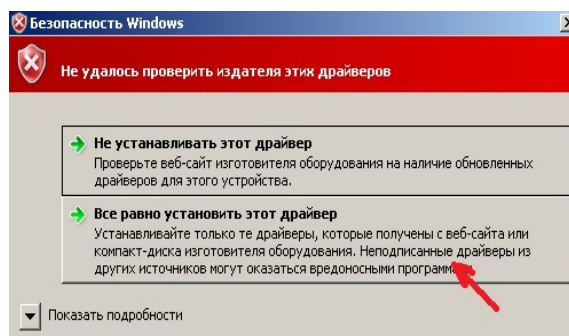 Безопасность Windows
Не удалось проверить издателя этих драйверов
Не устанавливать этот драйвер
Проверьте веб-сайт изготовителя оборудования на наличие обновленных
драйверов для этого устройства.
Все равно установить этот драйвер
Устанавливайте только те драйверы, которые получены с веб-сайта или
компакт-диска изготовителя оборудования. Неподписанные драйверы из
других источников могут оказаться вредоносными
Показать подробности